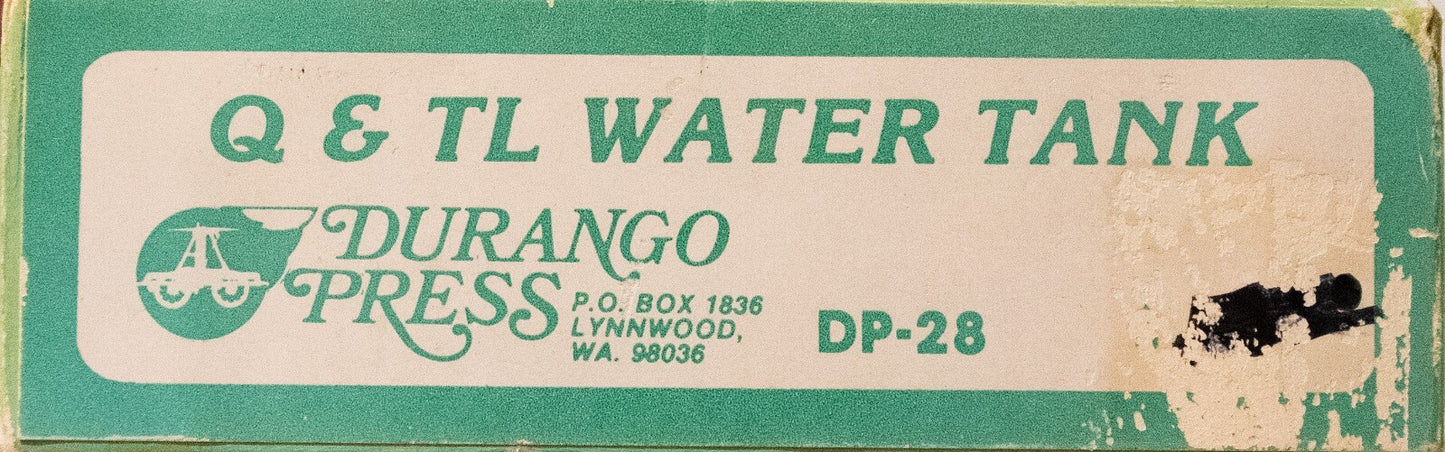 Q & TL WATER TANK
DURANGO
PRESS
P.O. BOX 1836
LYNNWOOD,
WA. 98036
DP-28